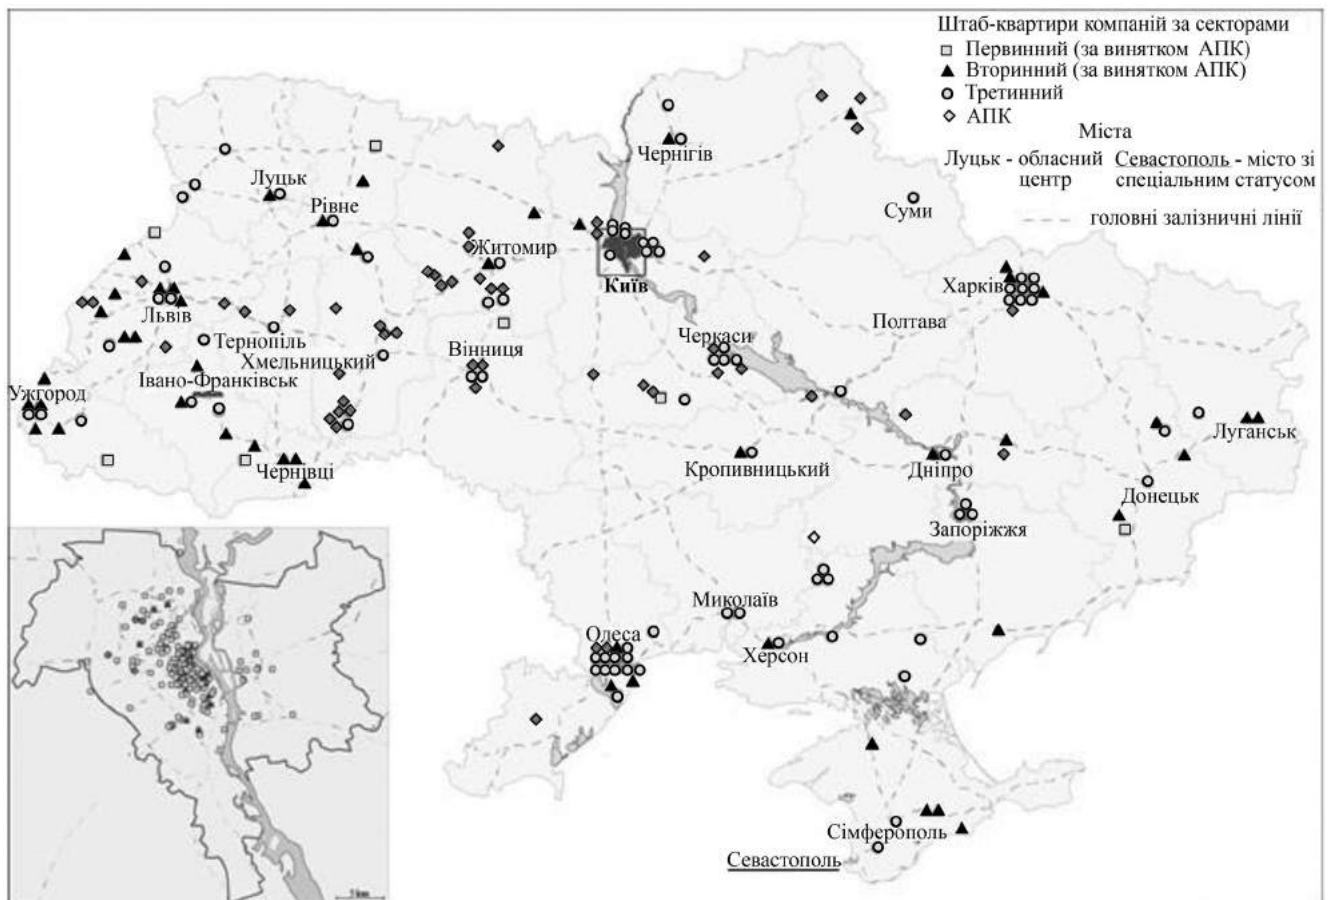 Штаб-квартири компаній за секторами
Первинний (за винятком АПК)
Вторинний (за винятком АПК)
Третинний
АПК
Міста
Луцьк - обласний центр
Севастополь - місто зі спеціальним статусом
головні залізничні лінії
Чернігів
Луцьк
Рівне
Суми
Житомир
Київ
Харків
Львів
Полтава
Тернопіль
Черкаси
Хмельницький
Вінниця
Івано-Франківськ
Ужгород
Луганськ
Чернівці
Кропивницький
Дніпро
Донецьк
Запоріжжя
Миколаїв
Одеса
Херсон
Сімферополь
Севастополь